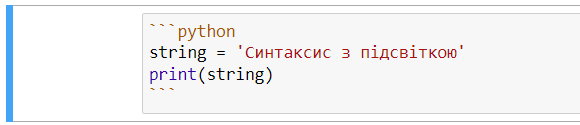 ```python
string = 'Синтаксис з підсвіткою'
print(string)
```